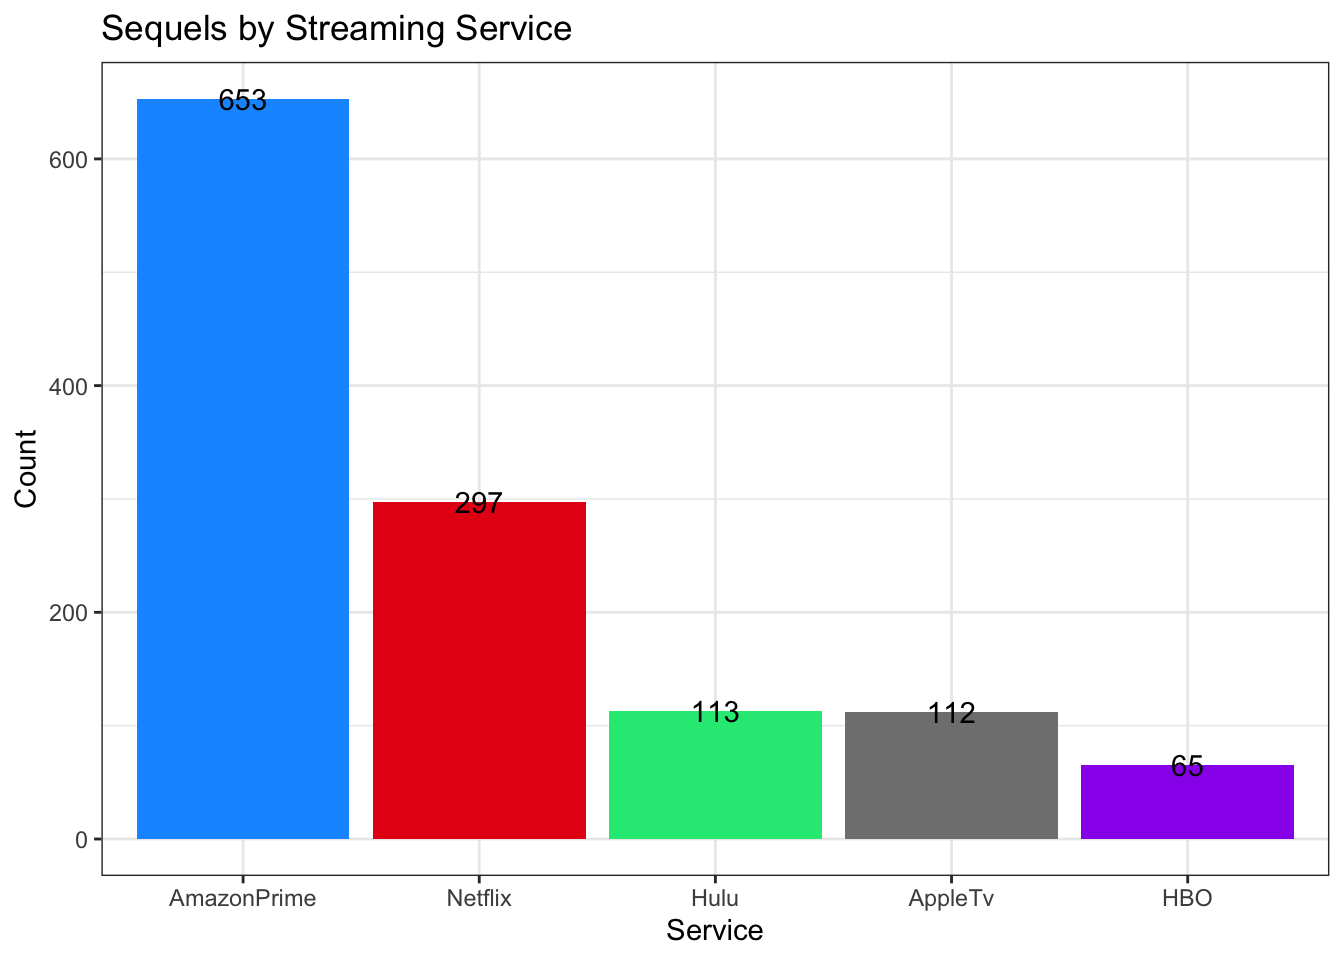 Sequels by Streaming Service
653
600
400
Count
297
200
113
112
65
0
AmazonPrime Netflix Hulu AppleTv HBO
Service